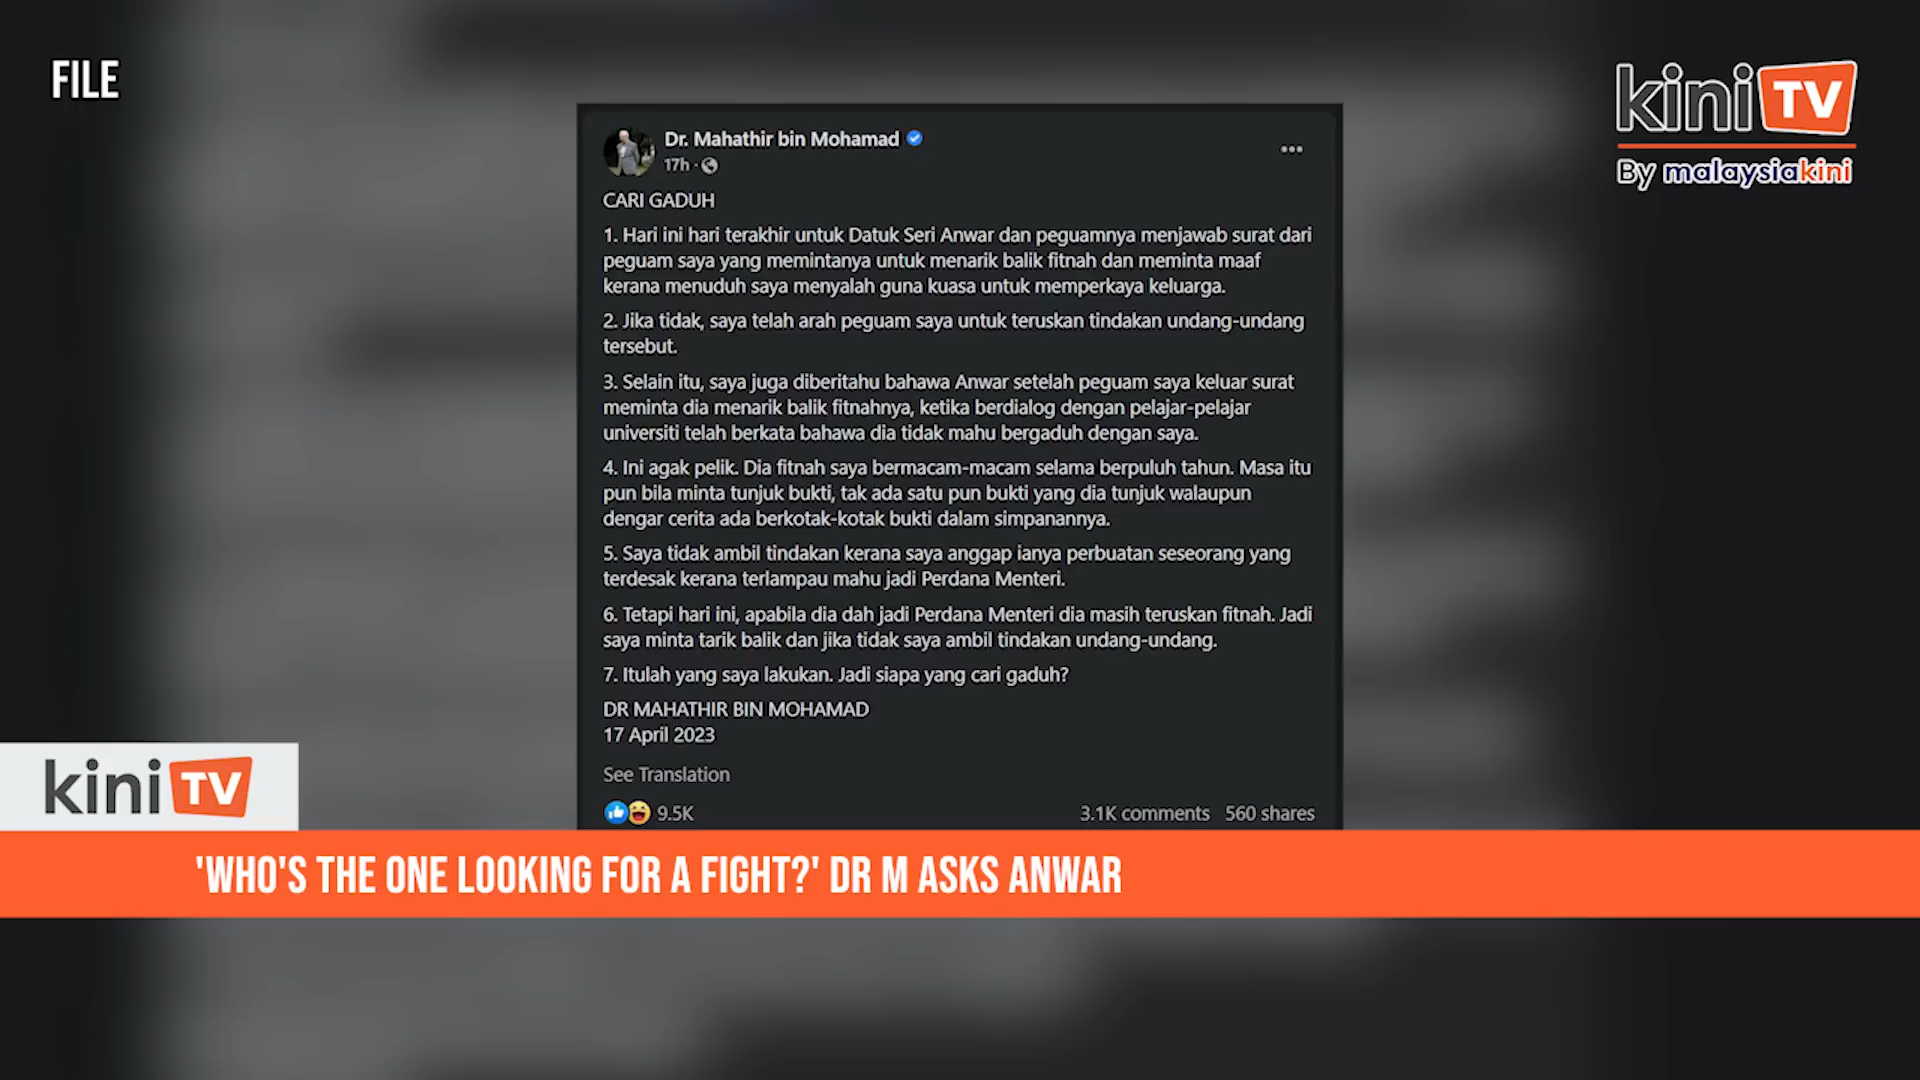 FILE
kini TV
By malaysiakini
Dr. Mahathir bin Mohamad
17h ·
CARI GADUH
1. Hari ini hari terakhir untuk Datuk Seri Anwar dan peguamnya menjawab surat dari
peguam saya yang memintanya untuk menarik balik fitnah dan meminta maaf
kerana menuduh saya menyalah guna kuasa untuk memperkaya keluarga.
2. Jika tidak, saya telah arah peguam saya untuk teruskan tindakan undang-undang
tersebut.
3. Selain itu, saya juga diberitahu bahawa Anwar setelah peguam saya keluar surat
meminta dia menarik balik fitnahnya, ketika berdialog dengan pelajar-pelajar
universiti telah berkata bahawa dia tidak mahu bergaduh dengan saya.
4. Ini agak pelik. Dia fitnah saya bermacam-macam selama berpuluh tahun. Masa itu
pun bila minta tunjuk bukti, tak ada satu pun bukti yang dia tunjuk walaupun
dengar cerita ada berkotak-kotak bukti dalam simpanannya.
5. Saya tidak ambil tindakan kerana saya anggap ianya perbuatan seseorang yang
terdesak kerana terlampau mahu jadi Perdana Menteri.
6. Tetapi hari ini, apabila dia dah jadi Perdana Menteri dia masih teruskan fitnah. Jadi
saya minta tarik balik dan jika tidak saya ambil tindakan undang-undang.
7. Itulah yang saya lakukan. Jadi siapa yang cari gaduh?
DR MAHATHIR BIN MOHAMAD
17 April 2023
See Translation
9.5K
3.1K comments 560 shares
kini TV
'WHO'S THE ONE LOOKING FOR A FIGHT?' DR M ASKS ANWAR